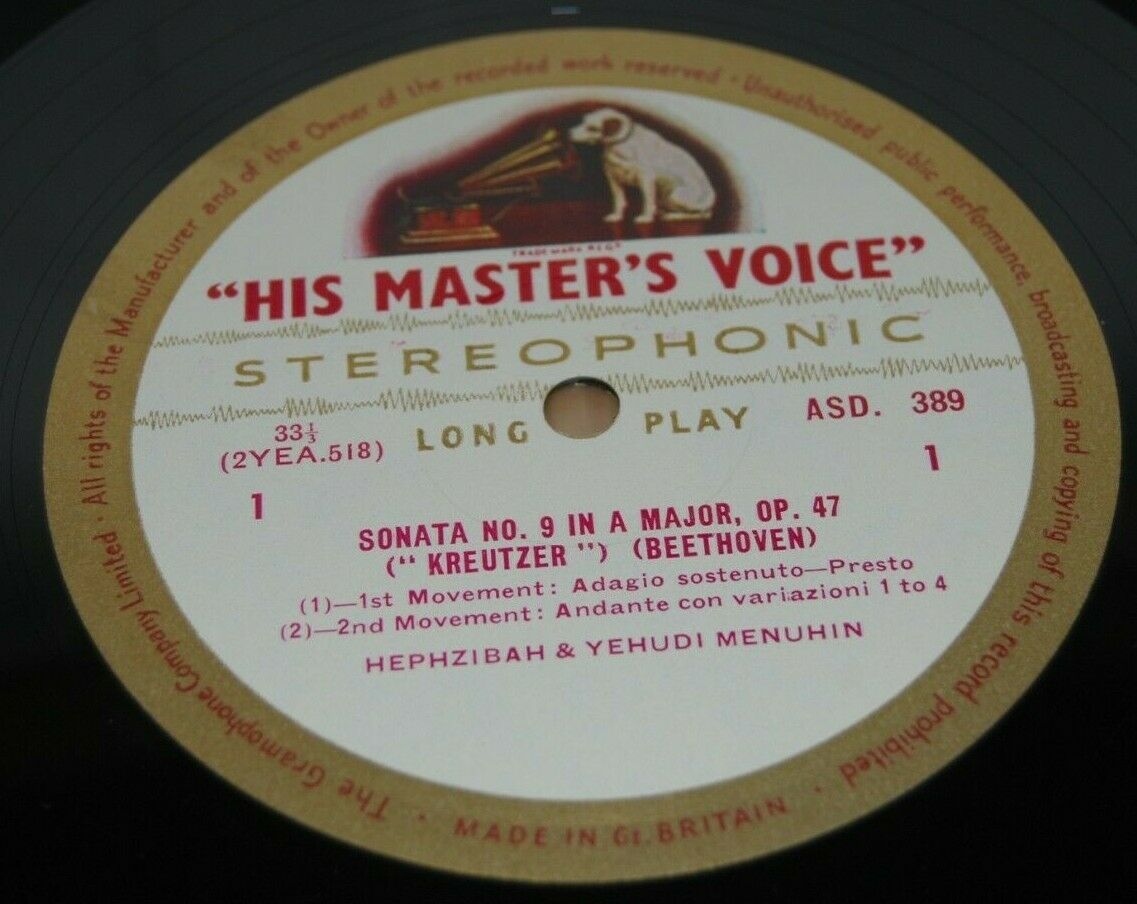 The Gramophone Company Limited · All rights of the Manufacturer and of the Owner of the recorded work reserved · Unauthorised public performance, broadcasting and copying of this record prohibited ·
TRADE MARK REGD
“HIS MASTER'S VOICE”
STEREOPHONIC
LONG PLAY
33⅓
(2YEA.518)
ASD. 389
1
1
SONATA NO. 9 IN A MAJOR, OP. 47
(“ KREUTZER ”) (BEETHOVEN)
(1)—1st Movement: Adagio sostenuto—Presto
(2)—2nd Movement: Andante con variazioni 1 to 4
HEPHZIBAH & YEHUDI MENUHIN
· MADE IN Gt. BRITAIN ·